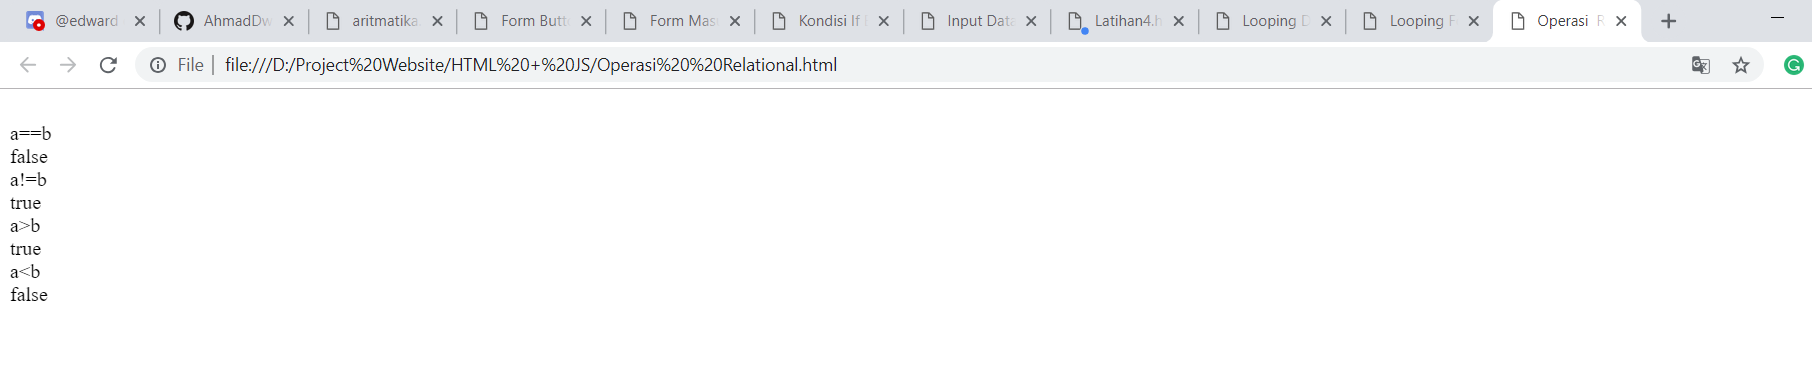 @edward
AhmadDw
aritmatika.
Form Butt
Form Mas
Kondisi If
Input Data
Latihan4.h
Looping D
Looping F
Operasi R
File
file:///D:/Project%20Website/HTML%20+%20JS/Operasi%20%20Relational.html
a==b
false
a!=b
true
a>b
true
a<b
false